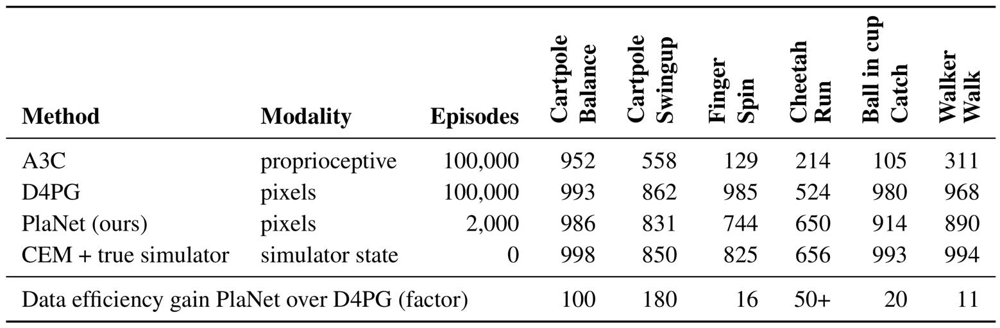 Method Modality Episodes Cartpole Balance Cartpole Swingup Finger Spin Cheetah Run Ball in cup Catch Walker Walk
A3C proprioceptive 100,000 952 558 129 214 105 311
D4PG pixels 100,000 993 862 985 524 980 968
PlaNet (ours) pixels 2,000 986 831 744 650 914 890
CEM + true simulator simulator state 0 998 850 825 656 993 994
Data efficiency gain PlaNet over D4PG (factor) 100 180 16 50+ 20 11